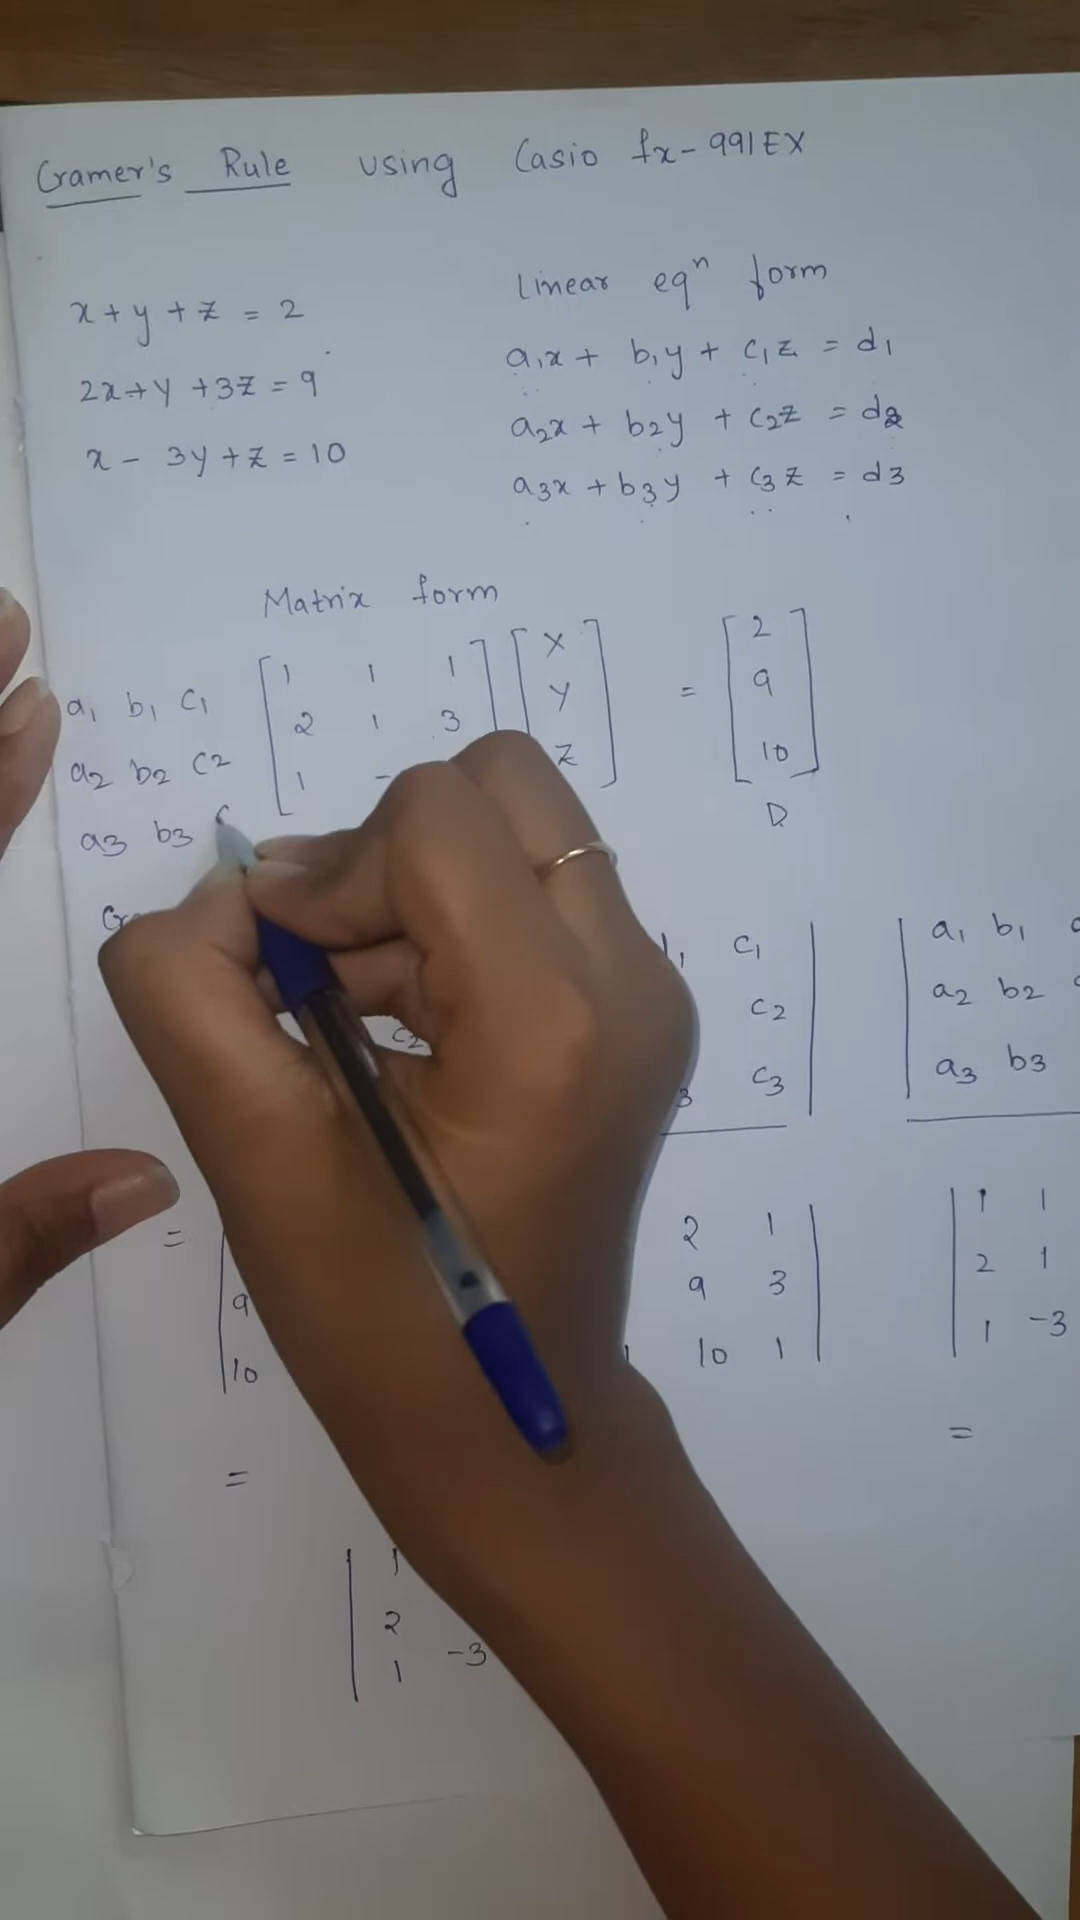 Cramer's Rule using Casio fx-991EX
x + y + z = 2
2x + y + 3z = 9
x - 3y + z = 10
Linear eqⁿ form
a₁x + b₁y + c₁z = d₁
a₂x + b₂y + c₂z = d₂
a₃x + b₃y + c₃z = d₃
Matrix form
a₁ b₁ c₁
a₂ b₂ c₂
a₃ b₃
1 1 1
2 1 3
1 -
x
y
z
=
2
9
10
D
c₂
c₁
c₂
3 c₃
a₁ b₁
a₂ b₂
a₃ b₃
=
9
10
2 1
9 3
10 1
1 1
2 1
1 -3
=
=
1
2
1 -3